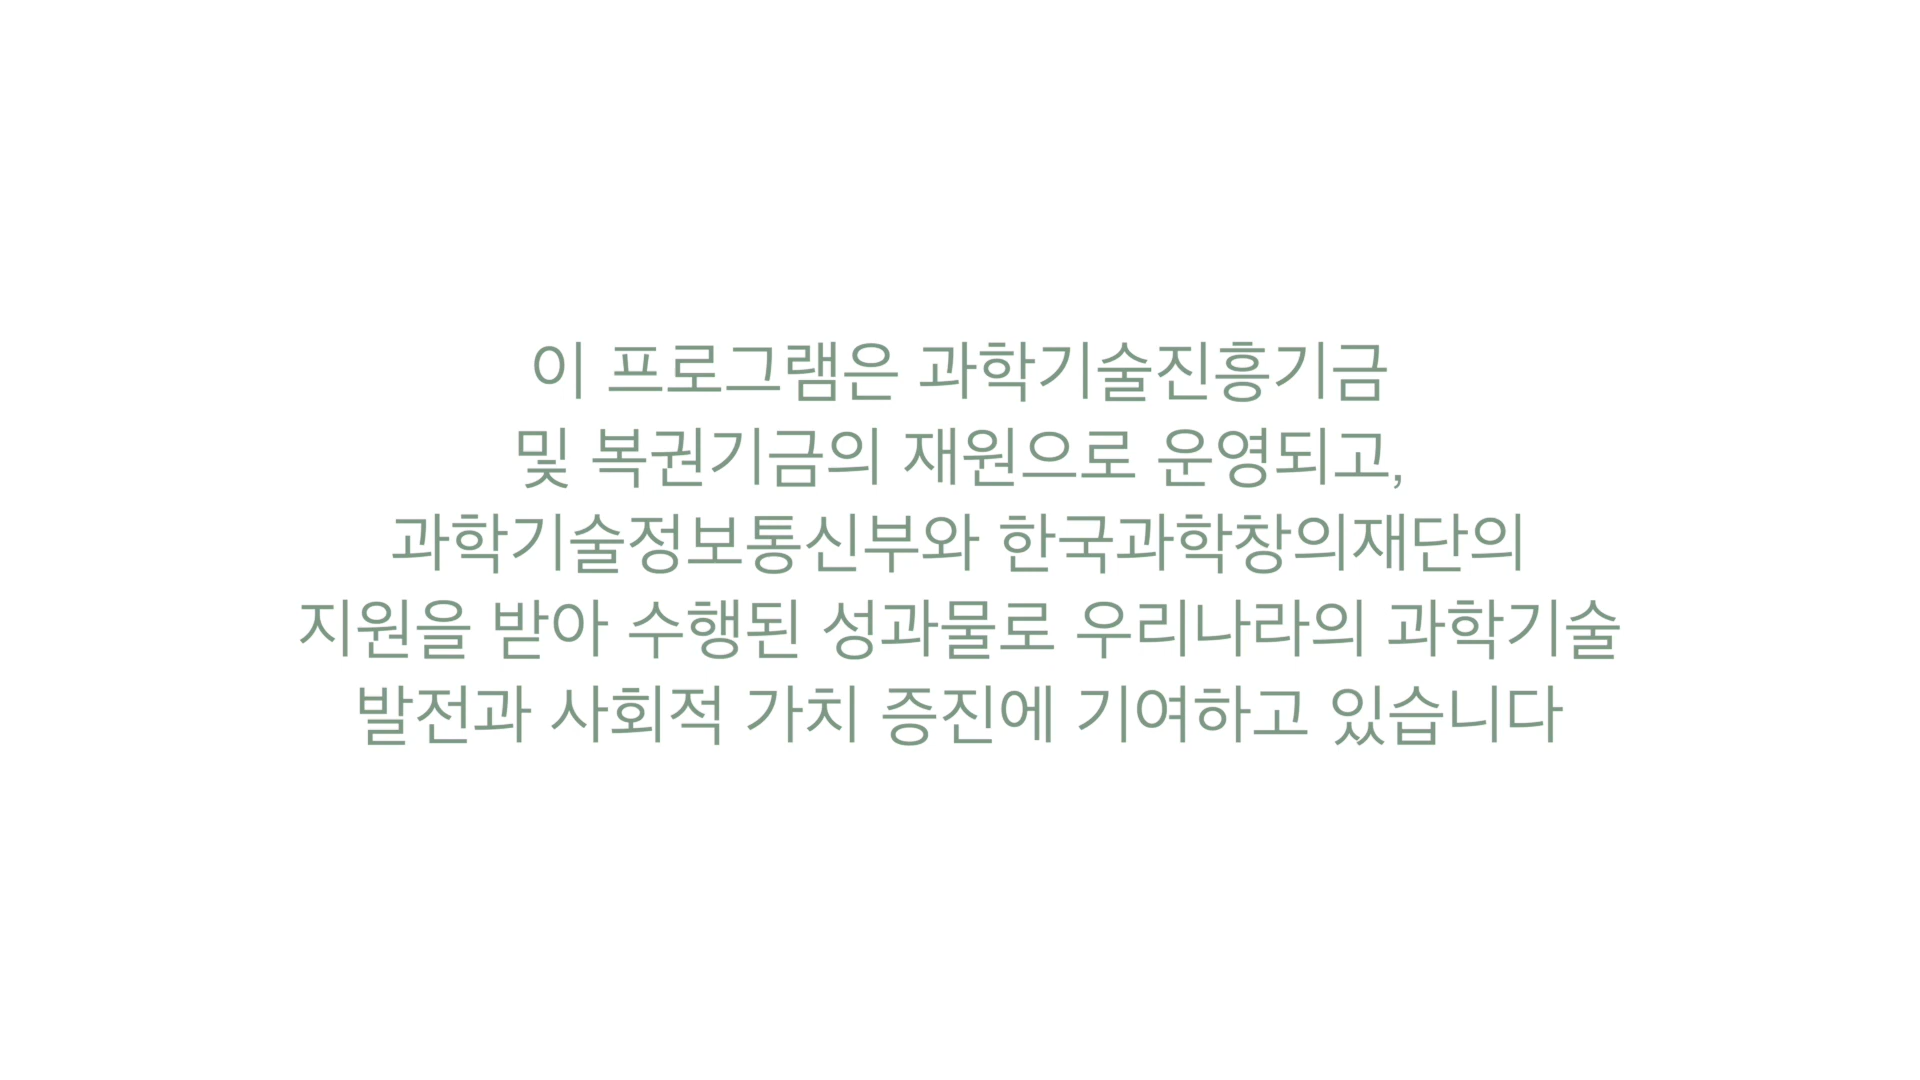 이 프로그램은 과학기술진흥기금
및 복권기금의 재원으로 운영되고,
과학기술정보통신부와 한국과학창의재단의
지원을 받아 수행된 성과물로 우리나라의 과학기술
발전과 사회적 가치 증진에 기여하고 있습니다